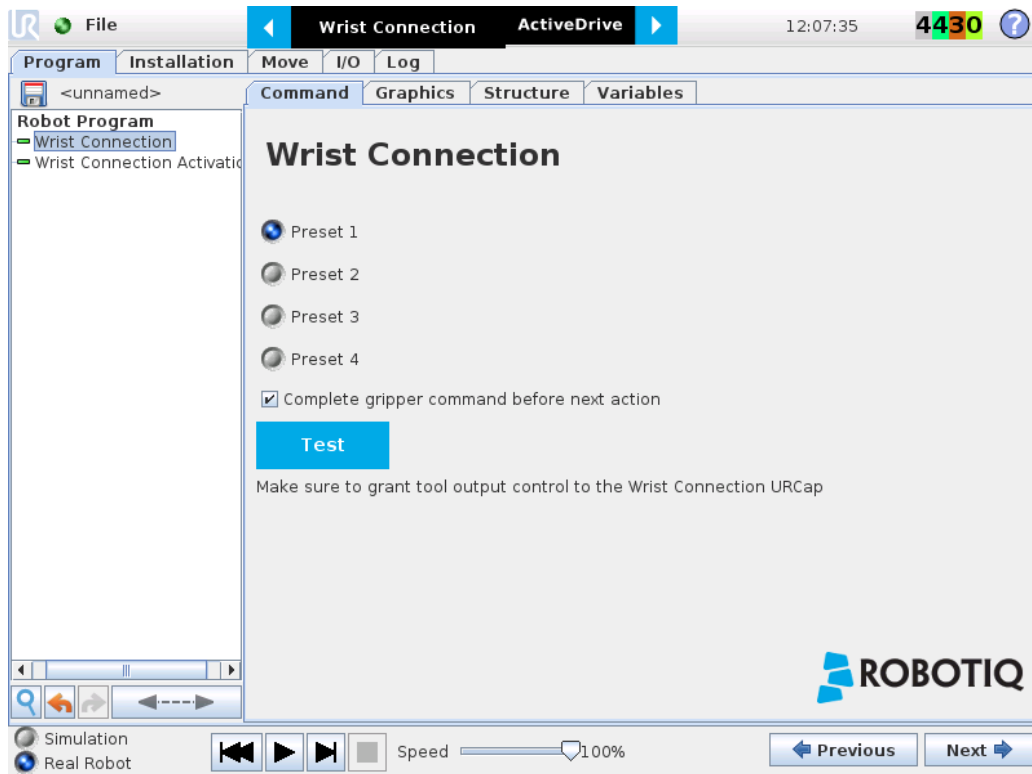 UR File Wrist Connection ActiveDrive 12:07:35 4430 ?
Program Installation Move I/O Log
<unnamed> Command Graphics Structure Variables
Robot Program
Wrist Connection
Wrist Connection Activatio
Wrist Connection
Preset 1
Preset 2
Preset 3
Preset 4
Complete gripper command before next action
Test
Make sure to grant tool output control to the Wrist Connection URCap
ROBOTIQ
Simulation
Real Robot
Speed 100%
Previous Next